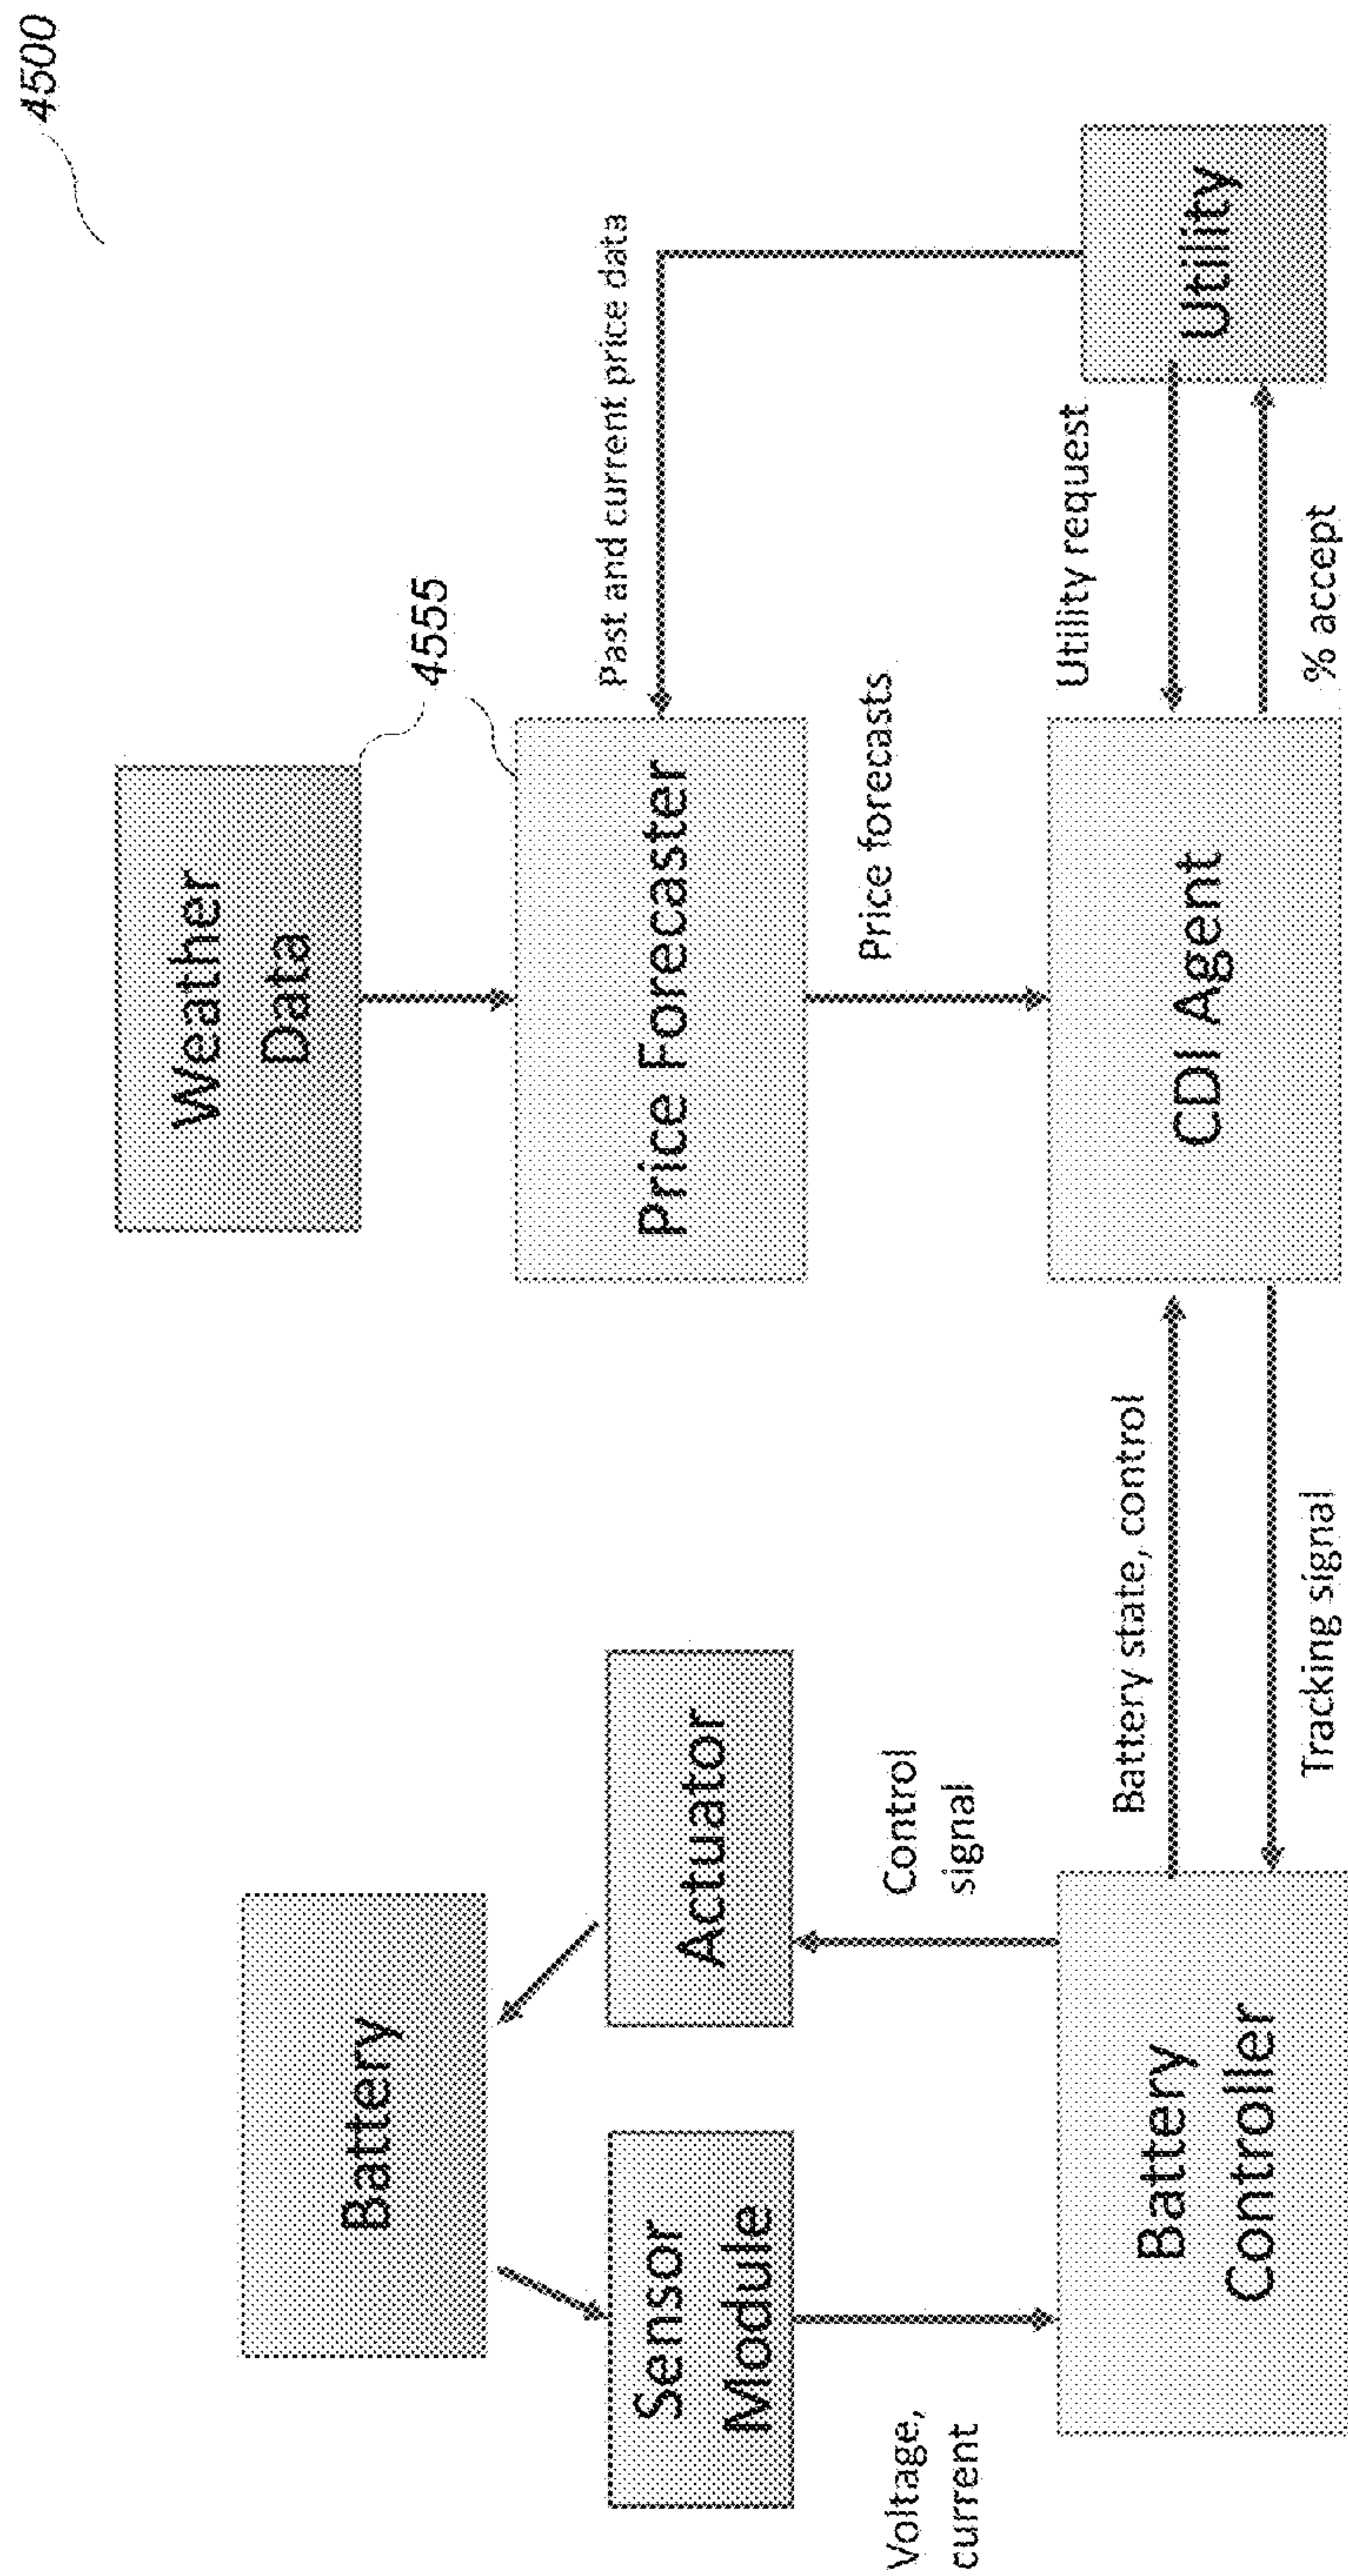 4500
Weather
Data
4555
Battery
Past and current price data
Price Forecaster
Sensor
Module
Actuator
Price forecasts
Voltage,
current
Control
signal
Utility request
Battery state, control
Battery
Controller
CDI Agent
Utility
Tracking signal
% accept